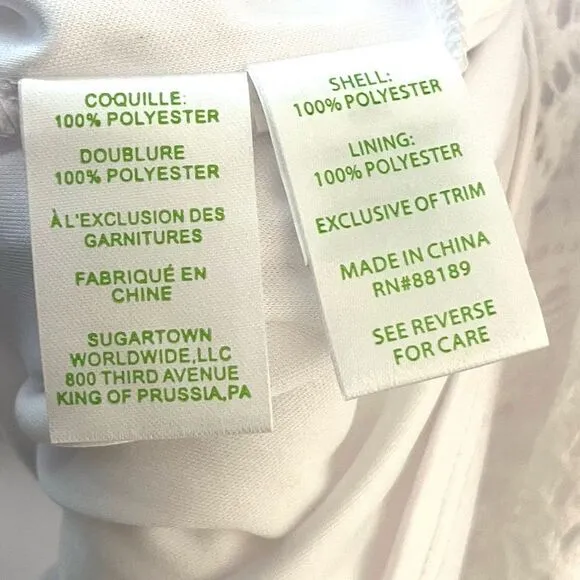 COQUILLE:
100% POLYESTER
DOUBLURE
100% POLYESTER
À L'EXCLUSION DES
GARNITURES
FABRIQUÉ EN
CHINE
SUGARTOWN
WORLDWIDE,LLC
800 THIRD AVENUE
KING OF PRUSSIA,PA
SHELL:
100% POLYESTER
LINING:
100% POLYESTER
EXCLUSIVE OF TRIM
MADE IN CHINA
RN#88189
SEE REVERSE
FOR CARE